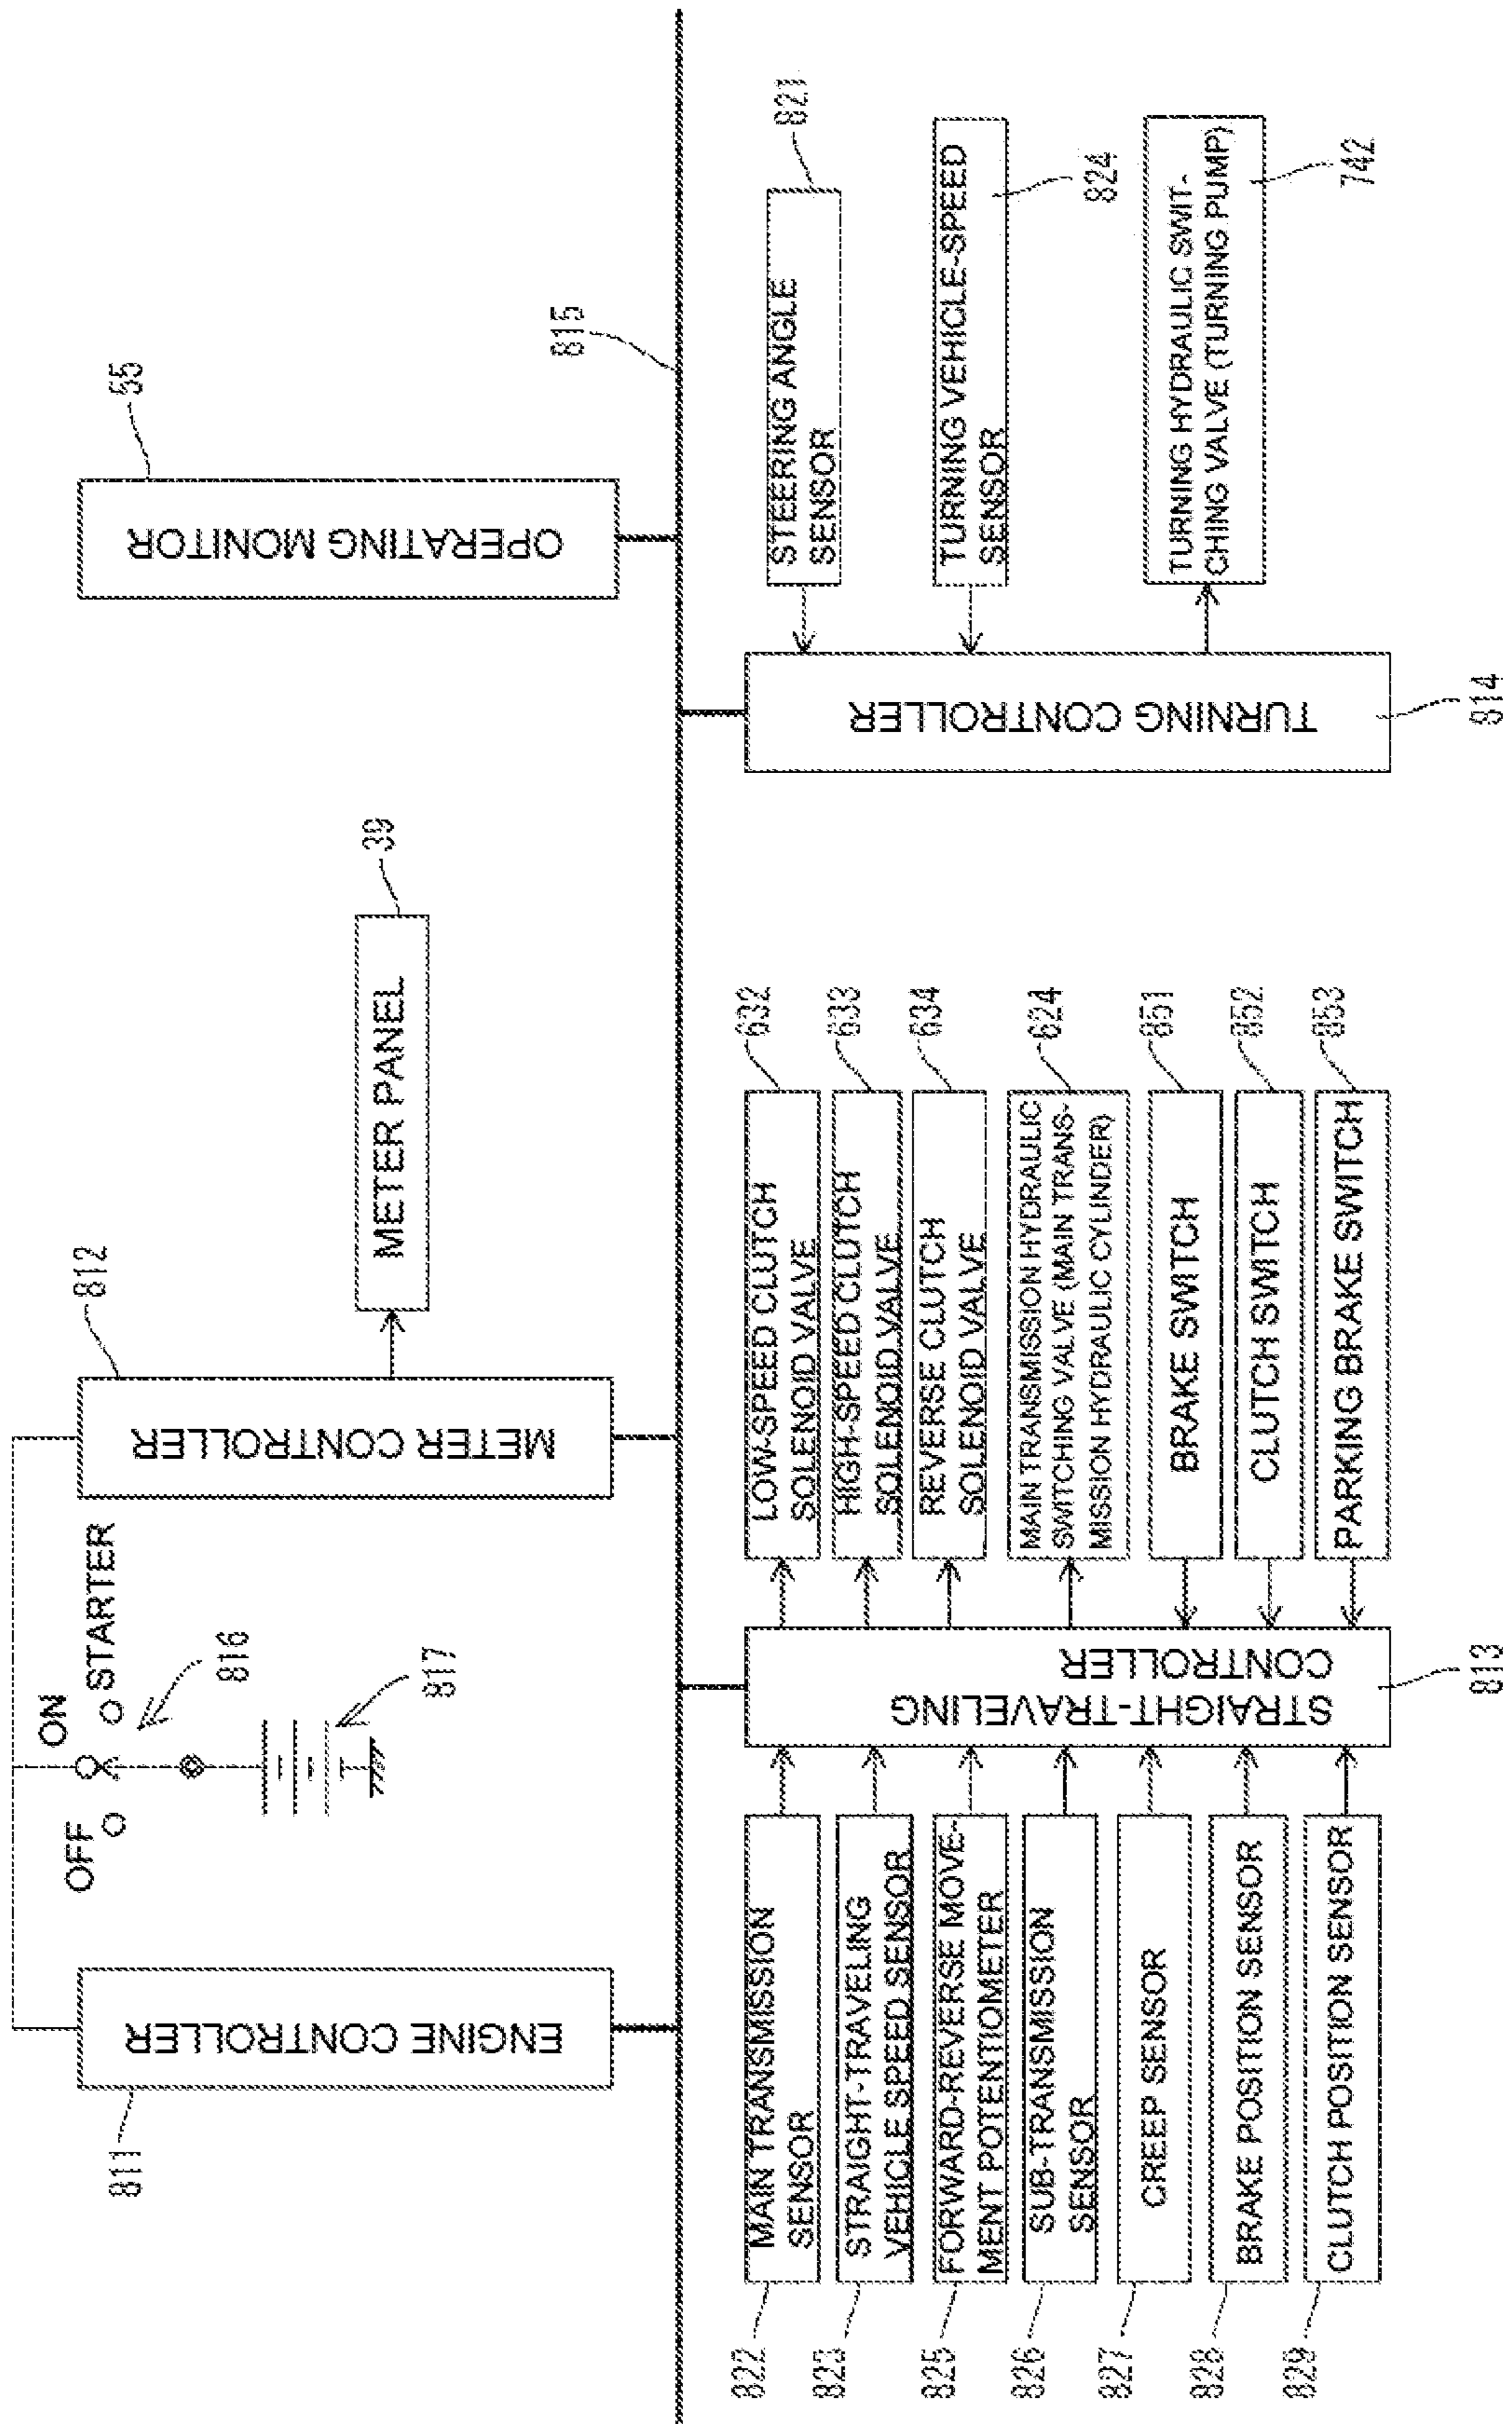 OFF
ON
STARTER
816
817
811
ENGINE CONTROLLER
812
METER CONTROLLER
METER PANEL
39
OPERATING MONITOR
55
815
822
MAIN TRANSMISSION
SENSOR
823
STRAIGHT-TRAVELING
VEHICLE SPEED SENSOR
825
FORWARD-REVERSE MOVE-
MENT POTENTIOMETER
826
SUB-TRANSMISSION
SENSOR
827
CREEP SENSOR
828
BRAKE POSITION SENSOR
829
CLUTCH POSITION SENSOR
STRAIGHT-TRAVELING
CONTROLLER
813
LOW-SPEED CLUTCH
SOLENOID VALVE
632
HIGH-SPEED CLUTCH
SOLENOID VALVE
633
REVERSE CLUTCH
SOLENOID VALVE
634
MAIN TRANSMISSION HYDRAULIC
SWITCHING VALVE (MAIN TRANS-
MISSION HYDRAULIC CYLINDER)
624
BRAKE SWITCH
851
CLUTCH SWITCH
852
PARKING BRAKE SWITCH
853
TURNING CONTROLLER
814
STEERING ANGLE
SENSOR
821
TURNING VEHICLE-SPEED
SENSOR
824
TURNING HYDRAULIC SWIT-
CHING VALVE (TURNING PUMP)
742